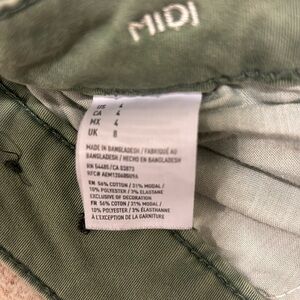 MIDI
US 4
CA 4
MX 4
UK 8
MADE IN BANGLADESH / FABRIQUÉ AU
BANGLADESH / HECHO EN BANGLADESH
RN 54485/CA 03873
RFC#
EN 56% COTTON / 31% MODAL /
10% POLYESTER / 3% ELASTANE
EXCLUSIVE OF DECORATION
FR 56% COTON / 31% MODAL /
10% POLYESTER / 3% ÉLASTHANNE
À L'EXCEPTION DE LA GARNITURE